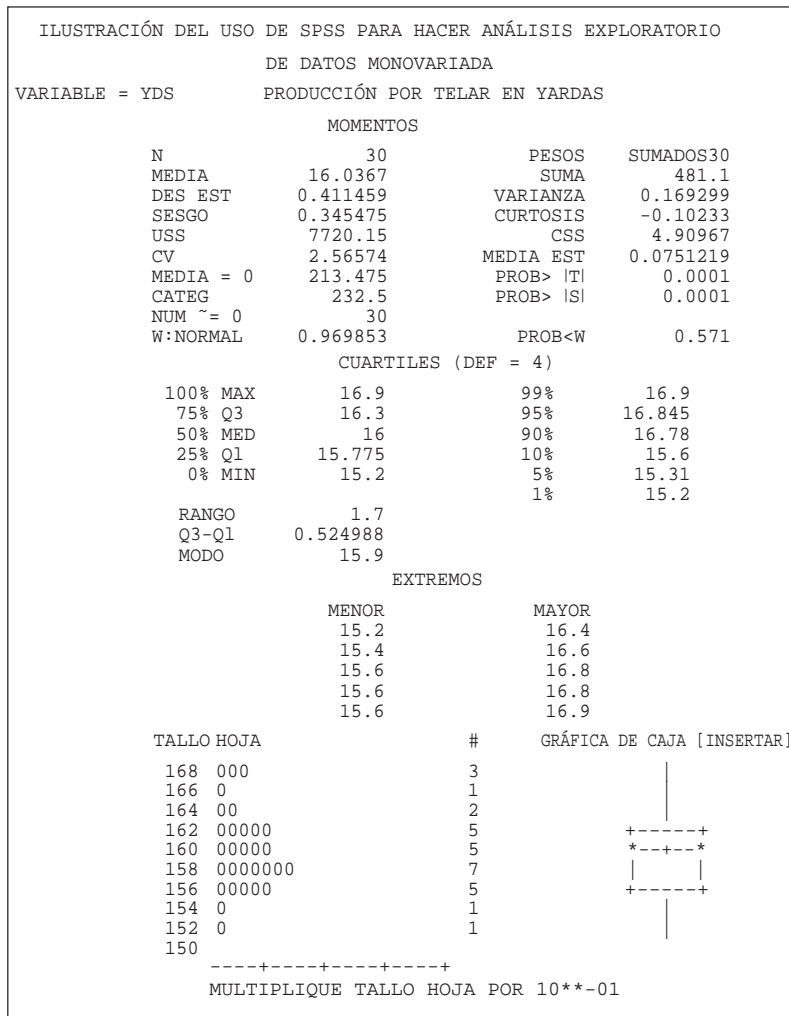 ILUSTRACIÓN DEL USO DE SPSS PARA HACER ANÁLISIS EXPLORATORIO
DE DATOS MONOVARIADA
VARIABLE = YDS PRODUCCIÓN POR TELAR EN YARDAS
MOMENTOS
N 30 PESOS SUMADOS30
MEDIA 16.0367 SUMA 481.1
DES EST 0.411459 VARIANZA 0.169299
SESGO 0.345475 CURTOSIS -0.10233
USS 7720.15 CSS 4.90967
CV 2.56574 MEDIA EST 0.0751219
MEDIA = 0 213.475 PROB> |T| 0.0001
CATEG 232.5 PROB> |S| 0.0001
NUM ~= 0 30
W:NORMAL 0.969853 PROB<W 0.571
CUARTILES (DEF = 4)
100% MAX 16.9 99% 16.9
75% Q3 16.3 95% 16.845
50% MED 16 90% 16.78
25% Ql 15.775 10% 15.6
0% MIN 15.2 5% 15.31
1% 15.2
RANGO 1.7
Q3-Ql 0.524988
MODO 15.9
EXTREMOS
MENOR MAYOR
15.2 16.4
15.4 16.6
15.6 16.8
15.6 16.8
15.6 16.9
TALLO HOJA # GRÁFICA DE CAJA [INSERTAR]
168 000 3 |
166 0 1 |
164 00 2 |
162 00000 5 +-----+
160 00000 5 *--+--*
158 0000000 7 | |
156 00000 5 +-----+
154 0 1 |
152 0 1 |
150
----+----+----+----+
MULTIPLIQUE TALLO HOJA POR 10**-01